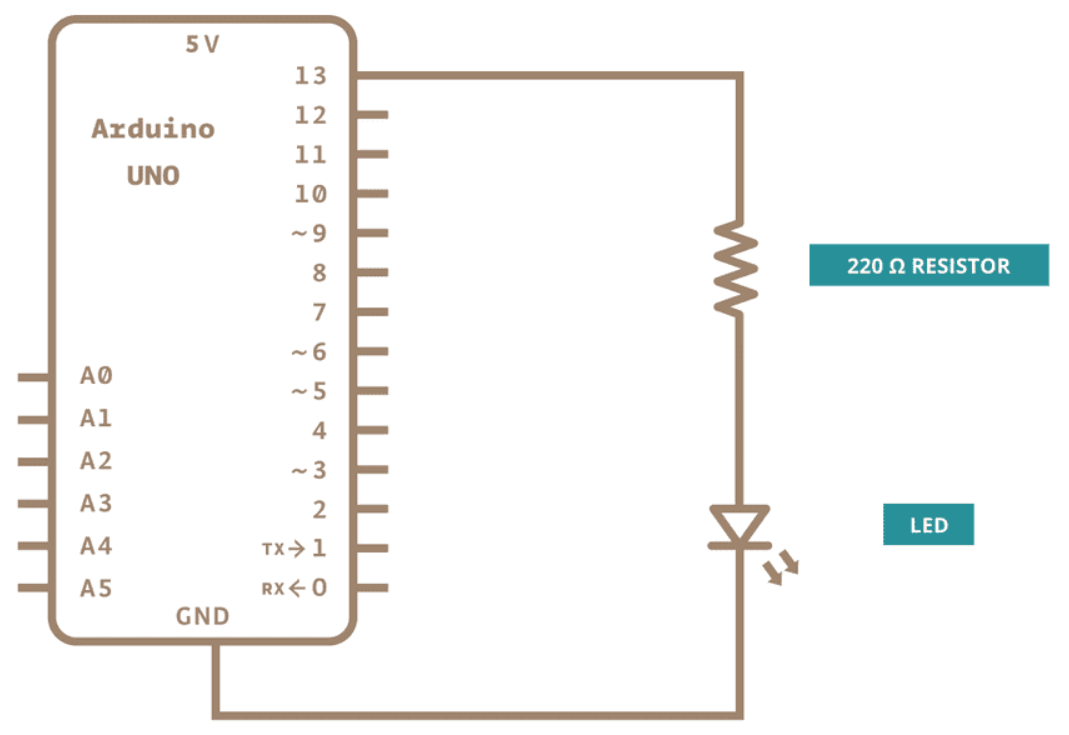 5V
13
12
Arduino
11
UNO
10
~9
8
7
~6
~5
4
~3
2
TX→1
RX←0
A0
A1
A2
A3
A4
A5
GND
220 Ω RESISTOR
LED